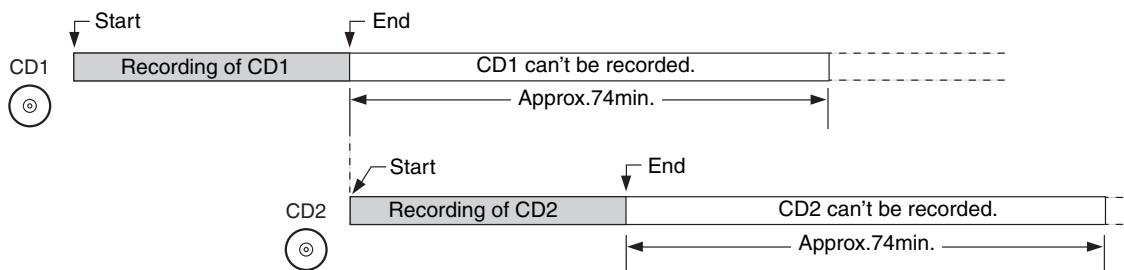 Start
End
CD1
Recording of CD1
CD1 can't be recorded.
Approx.74min.
Start
End
CD2
Recording of CD2
CD2 can't be recorded.
Approx.74min.